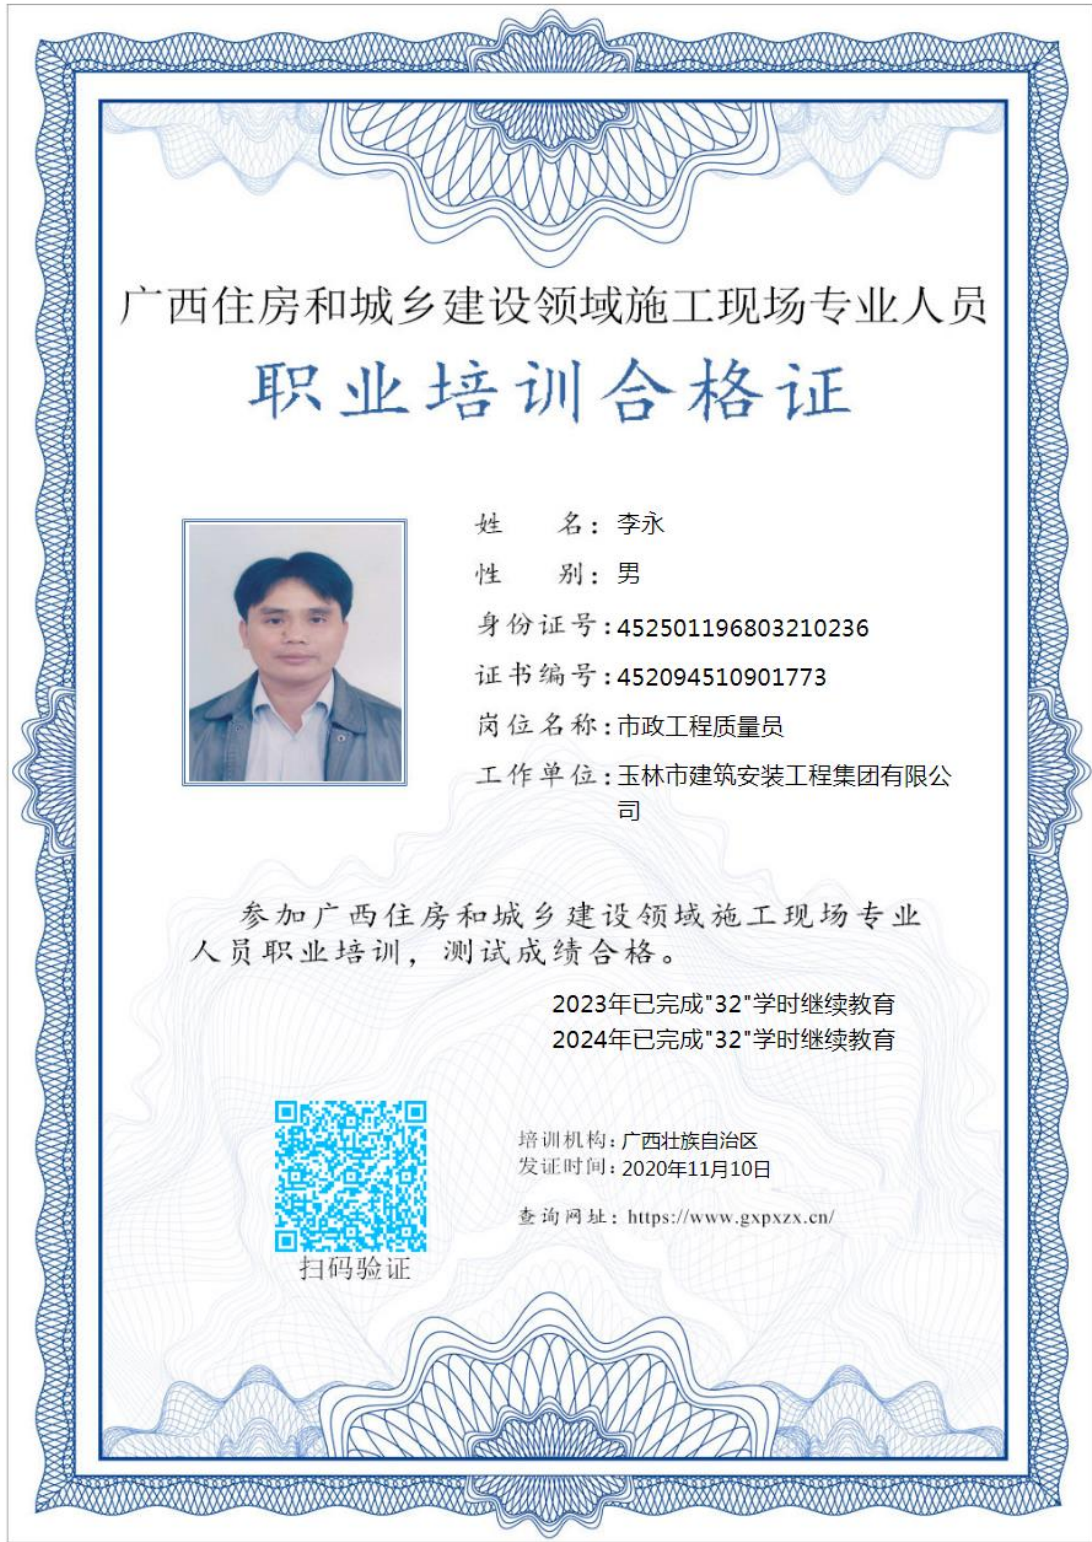 广西住房和城乡建设领域施工现场专业人员
职业培训合格证
姓 名：李永
性 别：男
身份证号：452501196803210236
证书编号：452094510901773
岗位名称：市政工程质量员
工作单位：玉林市建筑安装工程集团有限公
司
参加广西住房和城乡建设领域施工现场专业
人员职业培训，测试成绩合格。
2023年已完成"32"学时继续教育
2024年已完成"32"学时继续教育
培训机构：广西壮族自治区
发证时间：2020年11月10日
查询网址：https://www.gxpxzx.cn/
扫码验证